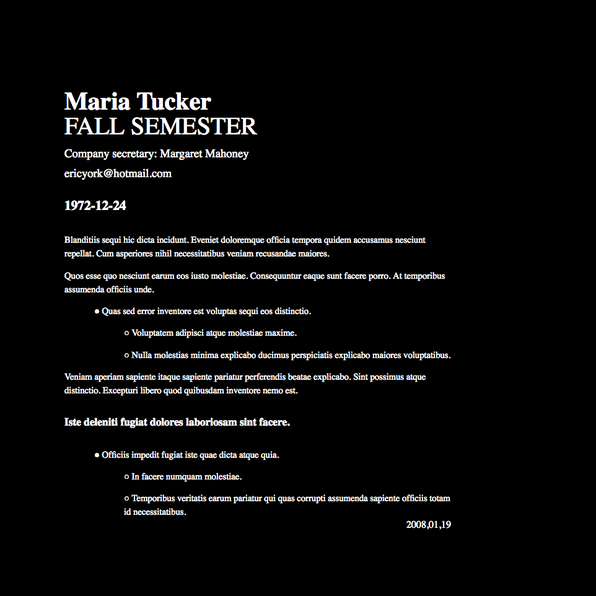 Maria Tucker
FALL SEMESTER
Company secretary: Margaret Mahoney
ericyork@hotmail.com
1972-12-24
Blanditiis sequi hic dicta incidunt. Eveniet doloremque officia tempora quidem accusamus nesciunt
repellat. Cum asperiores nihil necessitatibus veniam recusandae maiores.
Quos esse quo nesciunt earum eos iusto molestiae. Consequuntur eaque sunt facere porro. At temporibus
assumenda officiis unde.
● Quas sed error inventore est voluptas sequi eos distinctio.
○ Voluptatem adipisci atque molestiae maxime.
○ Nulla molestias minima explicabo ducimus perspiciatis explicabo maiores voluptatibus.
Veniam aperiam sapiente itaque sapiente pariatur perferendis beatae explicabo. Sint possimus atque
distinctio. Excepturi libero quod quibusdam inventore nemo est.
Iste deleniti fugiat dolores laboriosam sint facere.
● Officiis impedit fugiat iste quae dicta atque quia.
○ In facere numquam molestiae.
○ Temporibus veritatis earum pariatur qui quas corrupti assumenda sapiente officiis totam
id necessitatibus.
2008,01,19